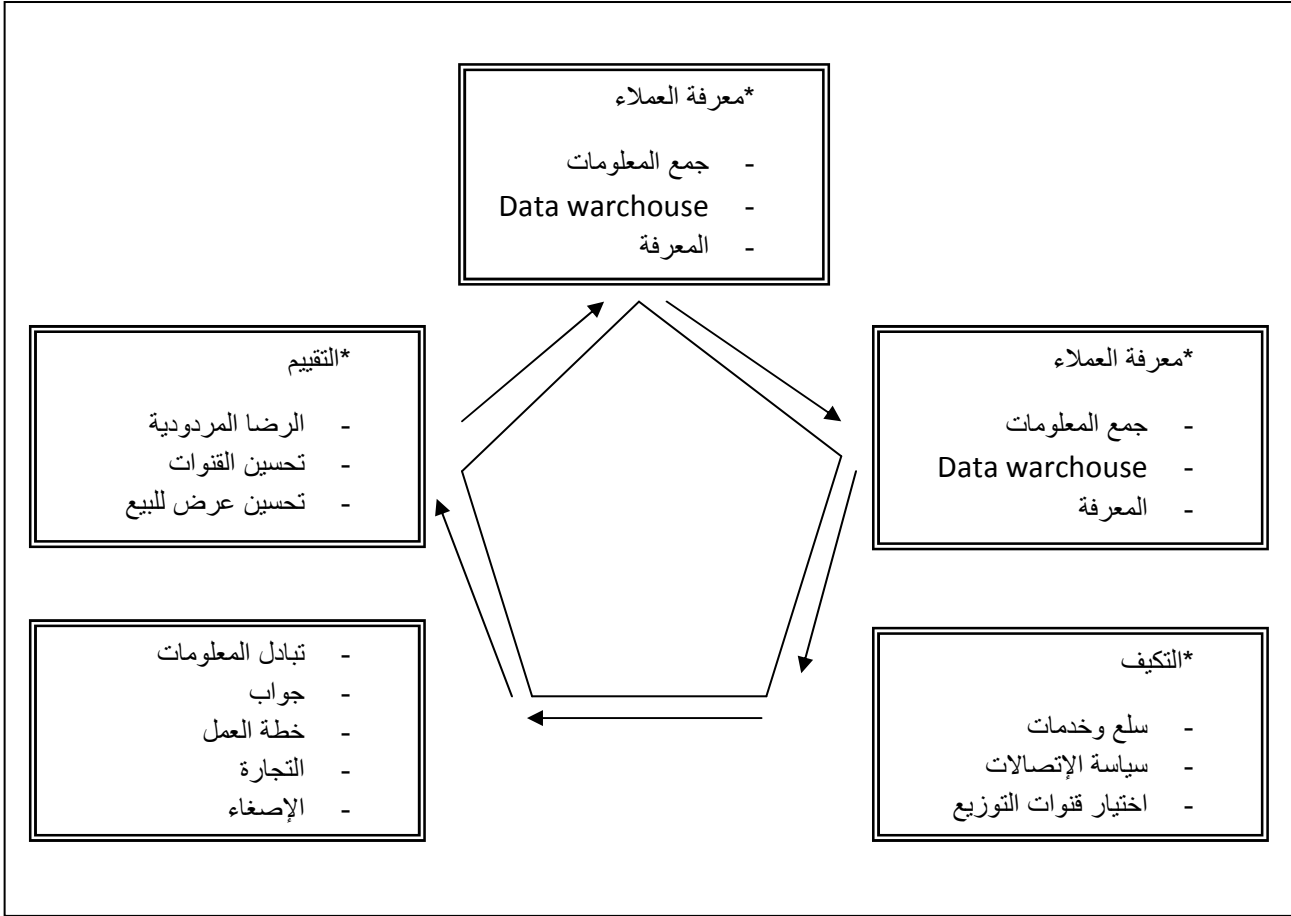 *معرفة العملاء
- جمع المعلومات
- Data warchouse
- المعرفة
*معرفة العملاء
- جمع المعلومات
- Data warchouse
- المعرفة
*التكيف
- سلع وخدمات
- سياسة الإتصالات
- اختيار قنوات التوزيع
- تبادل المعلومات
- جواب
- خطة العمل
- التجارة
- الإصغاء
*التقييم
- الرضا المردودية
- تحسين القنوات
- تحسين عرض للبيع